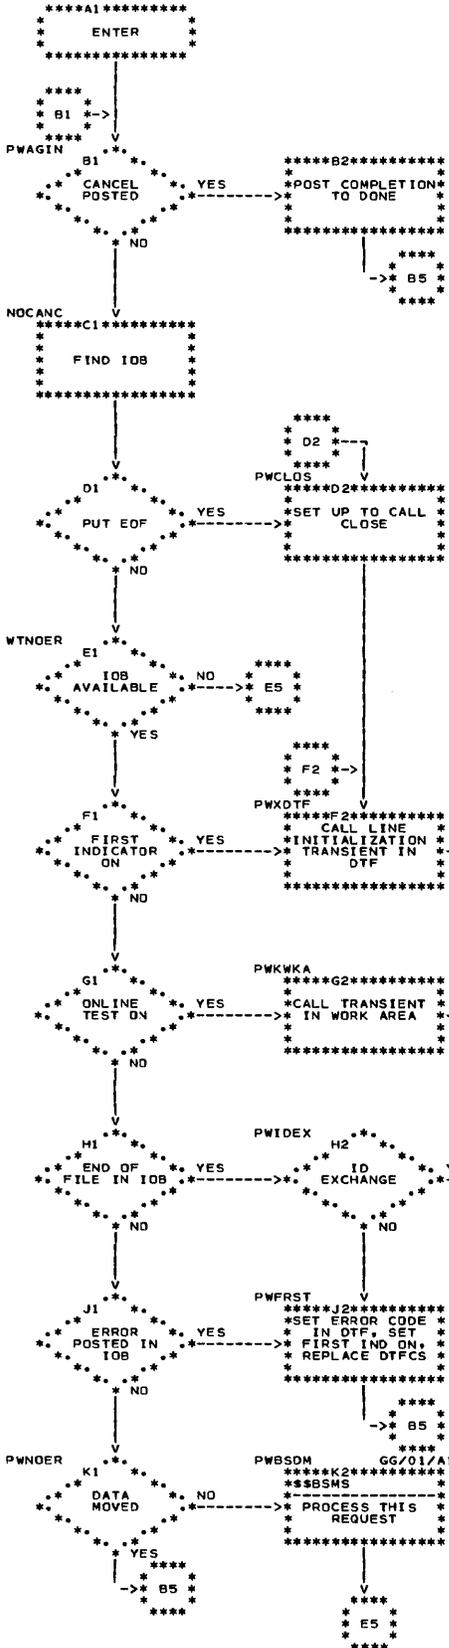 A1
ENTER
B1
PWAGIN
B1
CANCEL
POSTED
YES
NO
B2
POST COMPLETION
TO DONE
B5
NOCANC
C1
FIND IOB
D2
PWCLOS
D1
PUT EOF
YES
NO
D2
SET UP TO CALL
CLOSE
WTNOER
E1
IOB
AVAILABLE
NO
YES
E5
F2
PWXDTF
F1
FIRST
INDICATOR
ON
YES
NO
F2
CALL LINE
INITIALIZATION
TRANSIENT IN
DTF
PWKWKA
G1
ONLINE
TEST ON
YES
NO
G2
CALL TRANSIENT
IN WORK AREA
PWIDEX
H1
END OF
FILE IN IOB
YES
NO
H2
ID
EXCHANGE
NO
PWFRST
J1
ERROR
POSTED IN
IOB
YES
NO
J2
SET ERROR CODE
IN DTF, SET
FIRST IND ON,
REPLACE DTFCS
B5
PWNOER
K1
DATA
MOVED
NO
YES
B5
PWBSDM
GG/01/A
K2
$$BSMS
PROCESS THIS
REQUEST
E5